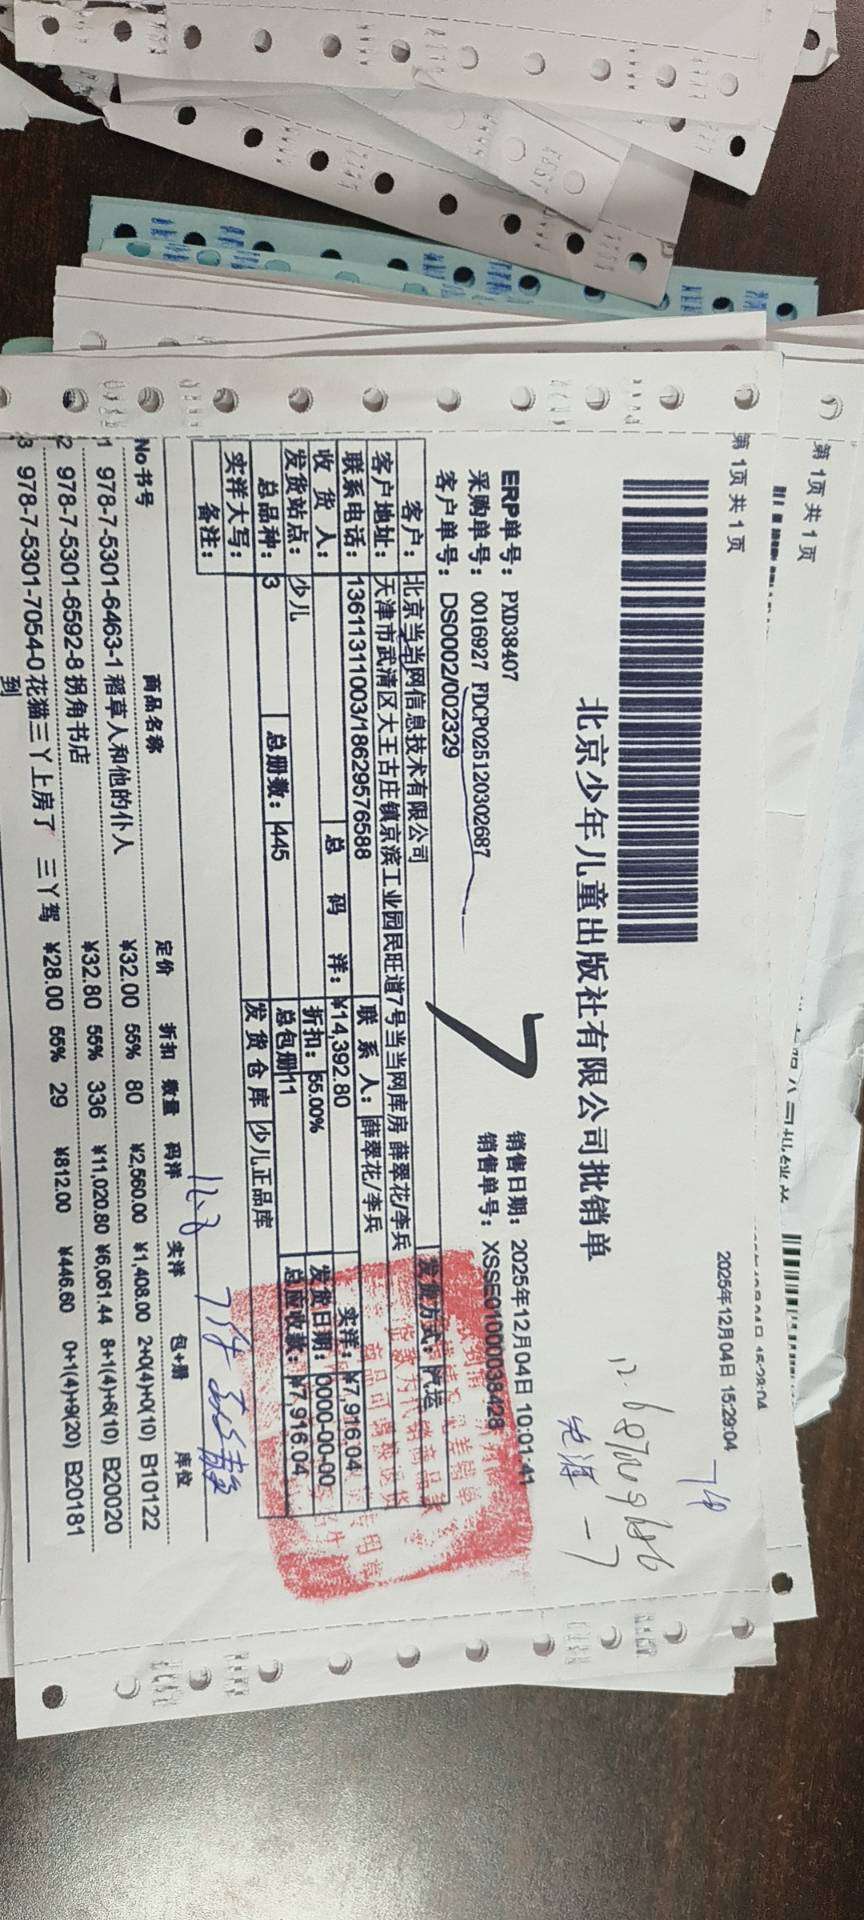 第 1页 共 1 页
第 1页 共 1 页
2025年12月04日 15:29:04
北京少年儿童出版社有限公司批销单
ERP单号： PXD38407
销售日期： 2025年12月04日 10:01:41
采购单号： 0016927 FDCP025120302687
7
销售单号： XSSE01000038428
客户单号： DS0002/002329
客户： 北京当当网信息技术有限公司
发运方式： 汽运
客户地址： 天津市武清区大王古庄镇京滨工业园民旺道7号当当网库房 薛翠花/李兵
联系电话： 13611311003/18629576588
联系人： 薛翠花/李兵
收货人：
总码洋： ¥14,392.80
实洋： ¥7,916.04
发货站点： 少儿
折扣： 55.00%
发货日期： 0000-00-00
总品种： 3
总册数： 445
总包册 11
总应收款： ¥7,916.04
实洋大写：
发货仓库 少儿正品库
备注：
No 书号 商品名称 定价 折扣 数量 码洋 实洋 包+册 库位
1 978-7-5301-6463-1 稻草人和他的仆人 ¥32.00 55% 80 ¥2,560.00 ¥1,408.00 2+0(4)+0(10) B10122
2 978-7-5301-6592-8 拐角书店 ¥32.80 55% 336 ¥11,020.80 ¥6,061.44 8+1(4)+6(10) B20020
3 978-7-5301-7054-0 花猫三丫上房了 三丫驾到 ¥28.00 55% 29 ¥812.00 ¥446.60 0+1(4)+9(20) B20181